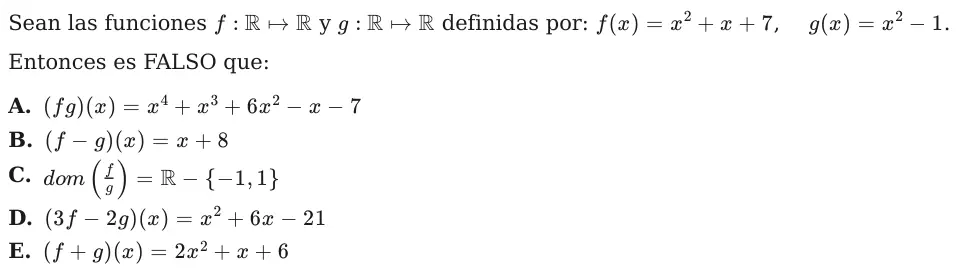 Sean las funciones f : ℝ ↦ ℝ y g : ℝ ↦ ℝ definidas por: f(x) = x² + x + 7, g(x) = x² − 1.
Entonces es FALSO que:
A. (fg)(x) = x⁴ + x³ + 6x² − x − 7
B. (f − g)(x) = x + 8
C. dom (f/g) = ℝ − {−1, 1}
D. (3f − 2g)(x) = x² + 6x − 21
E. (f + g)(x) = 2x² + x + 6